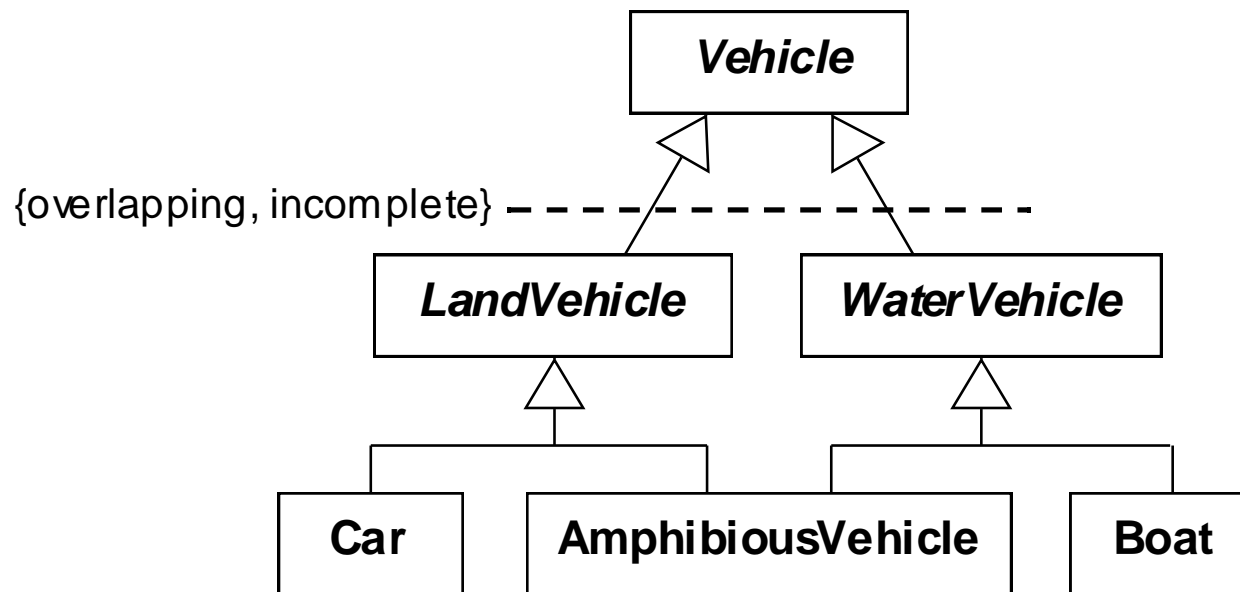 Vehicle
{overlapping, incomplete}
LandVehicle
WaterVehicle
Car
AmphibiousVehicle
Boat